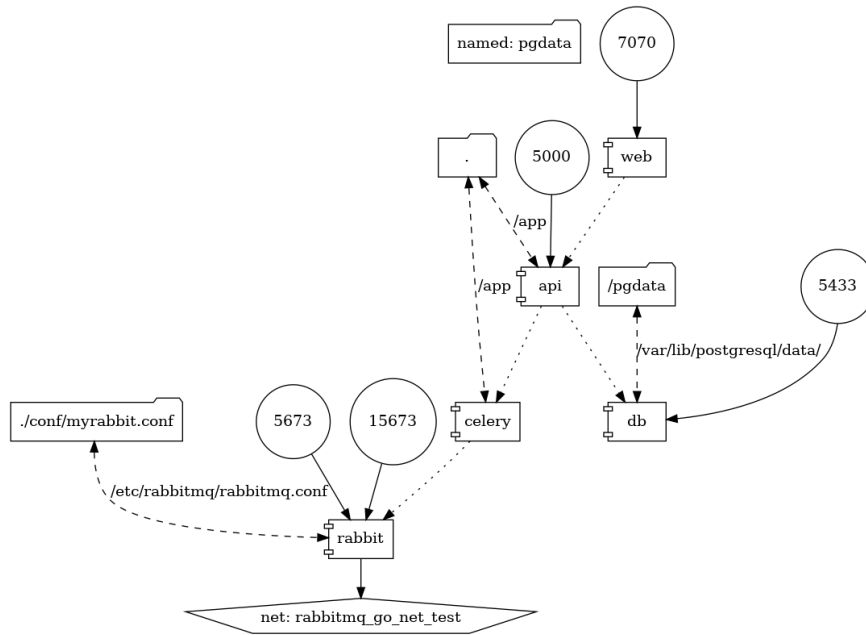 named: pgdata
7070
.
5000
web
/app
/app
api
/pgdata
5433
/var/lib/postgresql/data/
./conf/myrabbit.conf
5673
15673
celery
db
/etc/rabbitmq/rabbitmq.conf
rabbit
net: rabbitmq_go_net_test